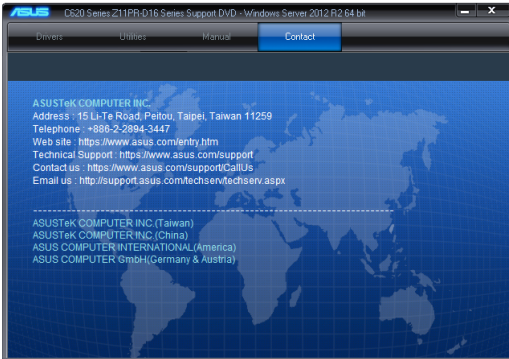 ASUS C620 Series Z11PR-D16 Series Support DVD - Windows Server 2012 R2 64 bit
Drivers Utilities Manual Contact
ASUSTeK COMPUTER INC.
Address : 15 Li-Te Road, Peitou, Taipei, Taiwan 11259
Telephone : +886-2-2894-3447
Web site : https://www.asus.com/entry.htm
Technical Support : https://www.asus.com/support
Contact us : https://www.asus.com/support/CallUs
Email us : http://support.asus.com/techserv/techserv.aspx
ASUSTeK COMPUTER INC.(Taiwan)
ASUSTeK COMPUTER INC.(China)
ASUS COMPUTER INTERNATIONAL(America)
ASUS COMPUTER GmbH(Germany & Austria)